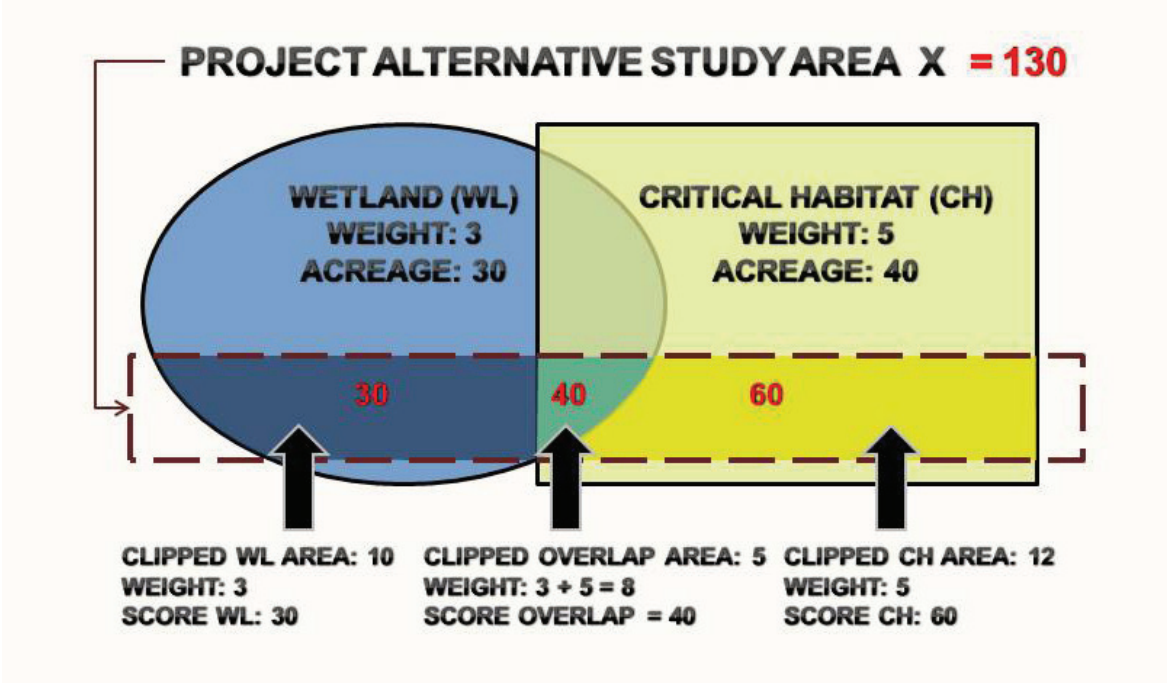 PROJECT ALTERNATIVE STUDY AREA X = 130
WETLAND (WL)
WEIGHT: 3
ACREAGE: 30
CRITICAL HABITAT (CH)
WEIGHT: 5
ACREAGE: 40
30
40
60
CLIPPED WL AREA: 10
WEIGHT: 3
SCORE WL: 30
CLIPPED OVERLAP AREA: 5
WEIGHT: 3 + 5 = 8
SCORE OVERLAP = 40
CLIPPED CH AREA: 12
WEIGHT: 5
SCORE CH: 60